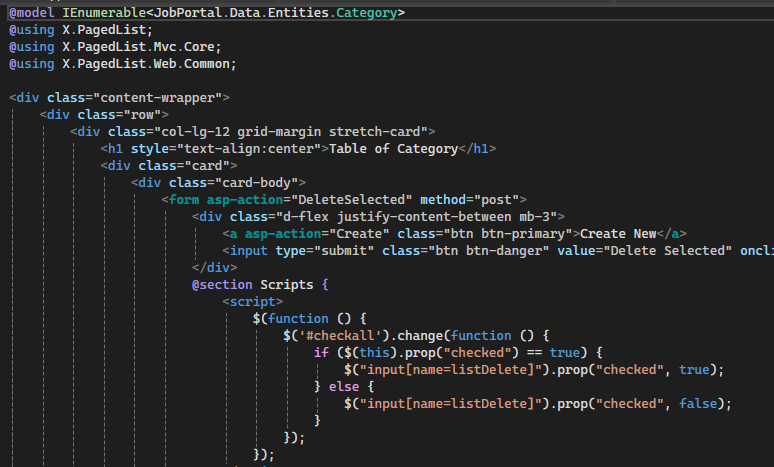 @model IEnumerable<JobPortal.Data.Entities.Category>
@using X.PagedList;
@using X.PagedList.Mvc.Core;
@using X.PagedList.Web.Common;
<div class="content-wrapper">
<div class="row">
<div class="col-lg-12 grid-margin stretch-card">
<h1 style="text-align:center">Table of Category</h1>
<div class="card">
<div class="card-body">
<form asp-action="DeleteSelected" method="post">
<div class="d-flex justify-content-between mb-3">
<a asp-action="Create" class="btn btn-primary">Create New</a>
<input type="submit" class="btn btn-danger" value="Delete Selected" oncli
</div>
@section Scripts {
<script>
$(function () {
$('#checkall').change(function () {
if ($(this).prop("checked") == true) {
$("input[name=listDelete]").prop("checked", true);
} else {
$("input[name=listDelete]").prop("checked", false);
}
});
});